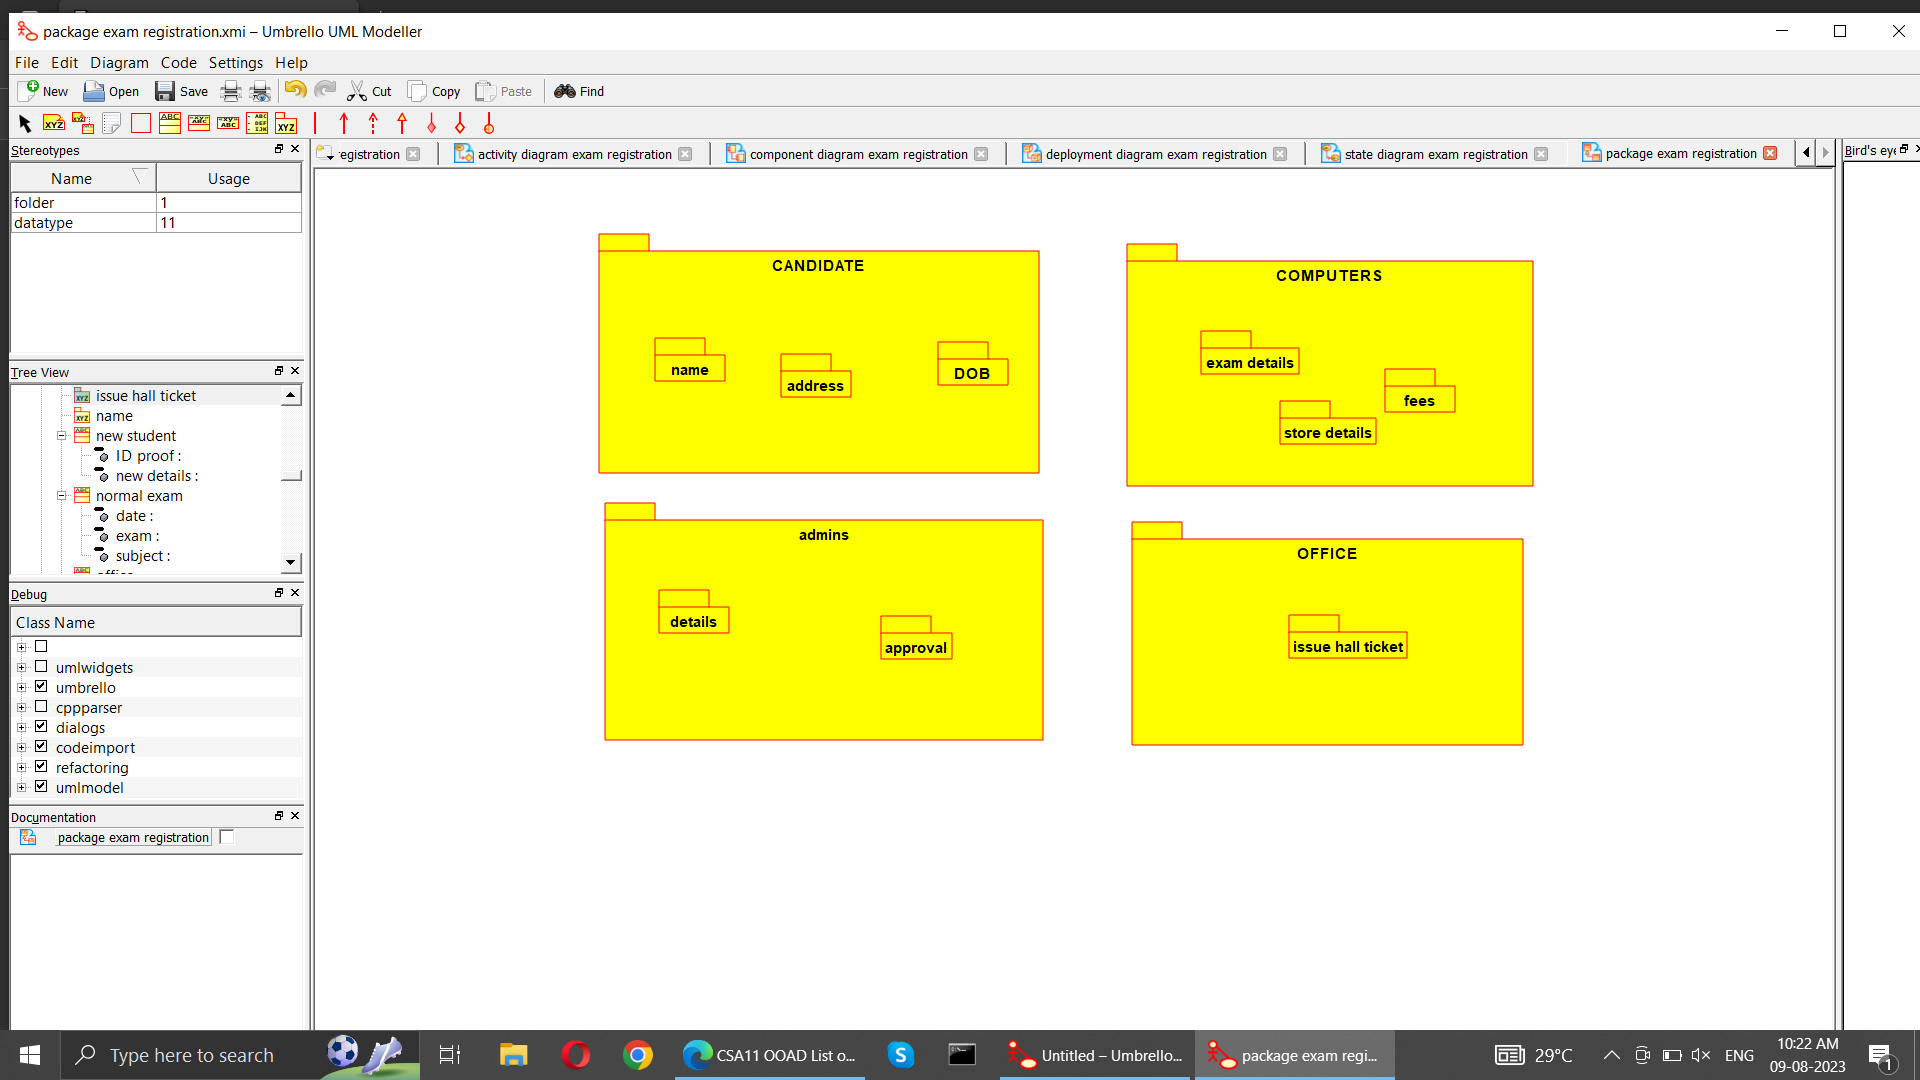 package exam registration.xmi – Umbrello UML Modeller
File Edit Diagram Code Settings Help
New Open Save Cut Copy Paste Find
Stereotypes
Name Usage
folder 1
datatype 11
registration activity diagram exam registration component diagram exam registration deployment diagram exam registration state diagram exam registration package exam registration
Bird's eye
CANDIDATE
name
address
DOB
COMPUTERS
exam details
fees
store details
admins
details
approval
OFFICE
issue hall ticket
Tree View
issue hall ticket
name
new student
ID proof :
new details :
normal exam
date :
exam :
subject :
Debug
Class Name
umlwidgets
umbrello
cppparser
dialogs
codeimport
refactoring
umlmodel
Documentation
package exam registration
Type here to search
CSA11 OOAD List o...
Untitled – Umbrello...
package exam regi...
29°C
ENG
10:22 AM
09-08-2023
1